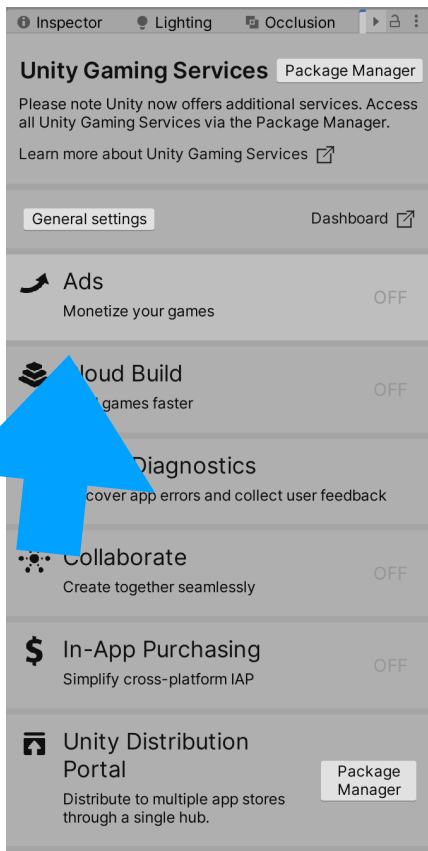 Inspector Lighting Occlusion
Unity Gaming Services Package Manager
Please note Unity now offers additional services. Access
all Unity Gaming Services via the Package Manager.
Learn more about Unity Gaming Services
General settings Dashboard
Ads
Monetize your games
OFF
Build
games faster
OFF
Diagnostics
app errors and collect user feedback
Collaborate
Create together seamlessly
OFF
In-App Purchasing
Simplify cross-platform IAP
OFF
Unity Distribution
Portal
Distribute to multiple app stores
through a single hub.
Package
Manager